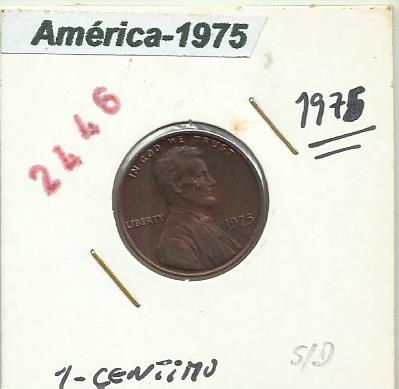 América-1975
2446
1975
IN GOD WE TRUST
LIBERTY 1975
1-CENTIMO
S/D